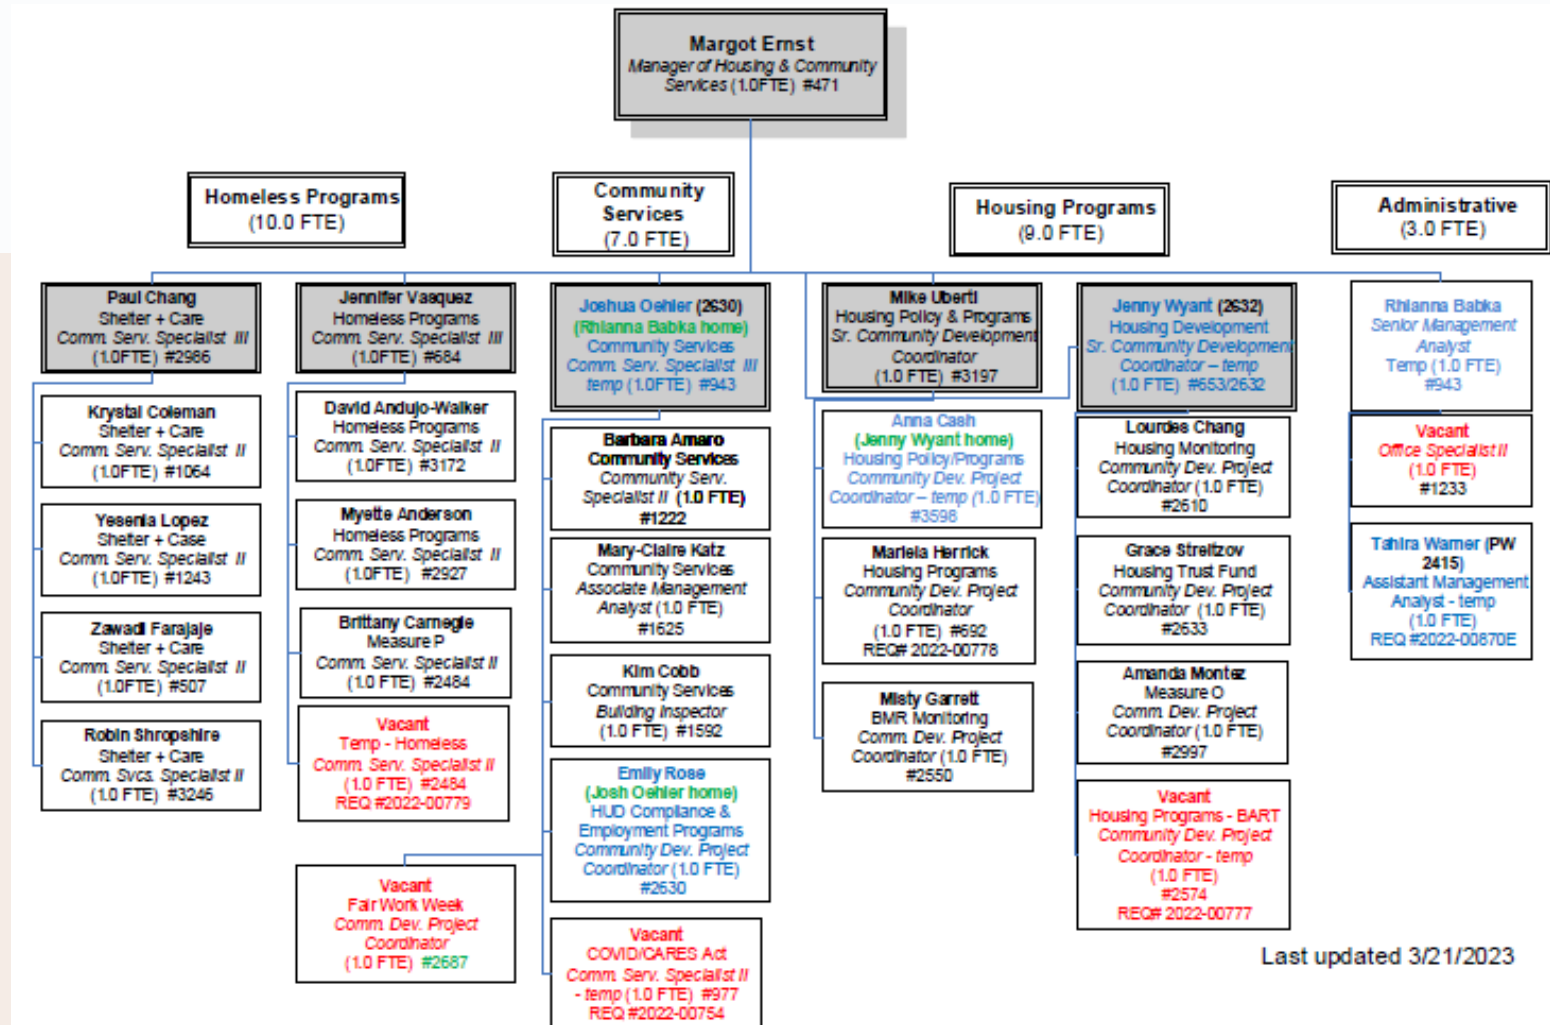 Margot Ernst
Manager of Housing & Community
Services (1.0FTE) #471
Homeless Programs
(10.0 FTE)
Community
Services
(7.0 FTE)
Housing Programs
(9.0 FTE)
Administrative
(3.0 FTE)
Paul Chang
Shelter + Care
Comm. Serv. Specialist III
(1.0FTE) #2986
Krystal Coleman
Shelter + Care
Comm. Serv. Specialist II
(1.0FTE) #1064
Yesenia Lopez
Shelter + Case
Comm. Serv. Specialist II
(1.0FTE) #1243
Zawadi Farajaje
Shelter + Care
Comm. Serv. Specialist II
(1.0FTE) #507
Robin Shropshire
Shelter + Care
Comm. Svcs. Specialist II
(1.0 FTE) #3246
Jennifer Vasquez
Homeless Programs
Comm. Serv. Specialist III
(1.0FTE) #684
David Andujo-Walker
Homeless Programs
Comm. Serv. Specialist II
(1.0FTE) #3172
Myette Anderson
Homeless Programs
Comm. Serv. Specialist II
(1.0FTE) #2927
Brittany Carnegie
Measure P
Comm. Serv. Specialist II
(1.0 FTE) #2484
Vacant
Temp - Homeless
Comm. Serv. Specialist II
(1.0 FTE) #2484
REQ #2022-00779
Joshua Oehler (2630)
(Rhianna Babka home)
Community Services
Comm. Serv. Specialist III
temp (1.0FTE) #943
Barbara Amaro
Community Services
Community Serv.
Specialist II (1.0 FTE)
#1222
Mary-Claire Katz
Community Services
Associate Management
Analyst (1.0 FTE)
#1625
Kim Cobb
Community Services
Building Inspector
(1.0 FTE) #1592
Emily Rose
(Josh Oehler home)
HUD Compliance &
Employment Programs
Community Dev. Project
Coordinator (1.0 FTE)
#2630
Vacant
Fair Work Week
Comm. Dev. Project
Coordinator
(1.0 FTE) #2687
Vacant
COVID/CARES Act
Comm. Serv. Specialist II
- temp (1.0 FTE) #977
REQ #2022-00754
Mike Uberti
Housing Policy & Programs
Sr. Community Development
Coordinator
(1.0 FTE) #3197
Anna Cash
(Jenny Wyant home)
Housing Policy/Programs
Community Dev. Project
Coordinator – temp (1.0 FTE)
#3598
Mariela Herrick
Housing Programs
Community Dev. Project
Coordinator
(1.0 FTE) #692
REQ# 2022-00778
Misty Garrett
BMR Monitoring
Comm. Dev. Project
Coordinator (1.0 FTE)
#2550
Jenny Wyant (2632)
Housing Development
Sr. Community Development
Coordinator – temp
(1.0 FTE) #653/2632
Lourdes Chang
Housing Monitoring
Community Dev. Project
Coordinator (1.0 FTE)
#2610
Grace Streltzov
Housing Trust Fund
Community Dev. Project
Coordinator (1.0 FTE)
#2633
Amanda Montez
Measure O
Comm. Dev. Project
Coordinator (1.0 FTE)
#2997
Vacant
Housing Programs - BART
Community Dev. Project
Coordinator - temp
(1.0 FTE)
#2574
REQ# 2022-00777
Rhianna Babka
Senior Management
Analyst
Temp (1.0 FTE)
#943
Vacant
Office Specialist II
(1.0 FTE)
#1233
Tahira Warner (PW
2415)
Assistant Management
Analyst - temp
(1.0 FTE)
REQ #2022-00870E
Last updated 3/21/2023